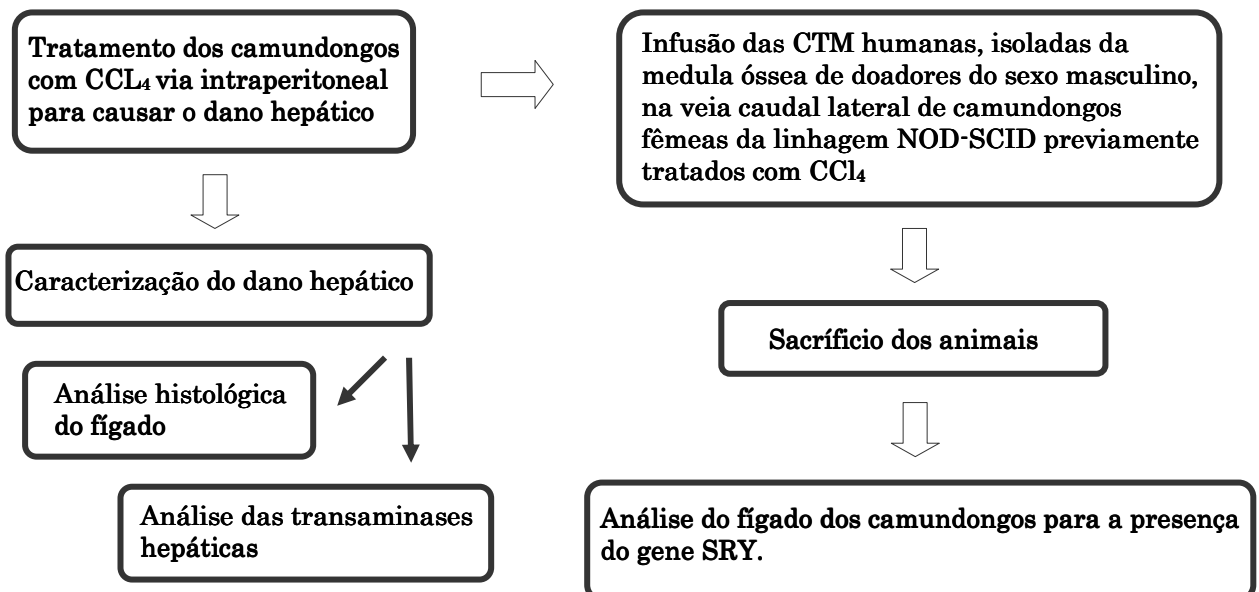 Tratamento dos camundongos
com CCL₄ via intraperitoneal
para causar o dano hepático
Infusão das CTM humanas, isoladas da
medula óssea de doadores do sexo masculino,
na veia caudal lateral de camundongos
fêmeas da linhagem NOD-SCID previamente
tratados com CCl₄
Caracterização do dano hepático
Análise histológica
do fígado
Análise das transaminases
hepáticas
Sacríficio dos animais
Análise do fígado dos camundongos para a presença
do gene SRY.